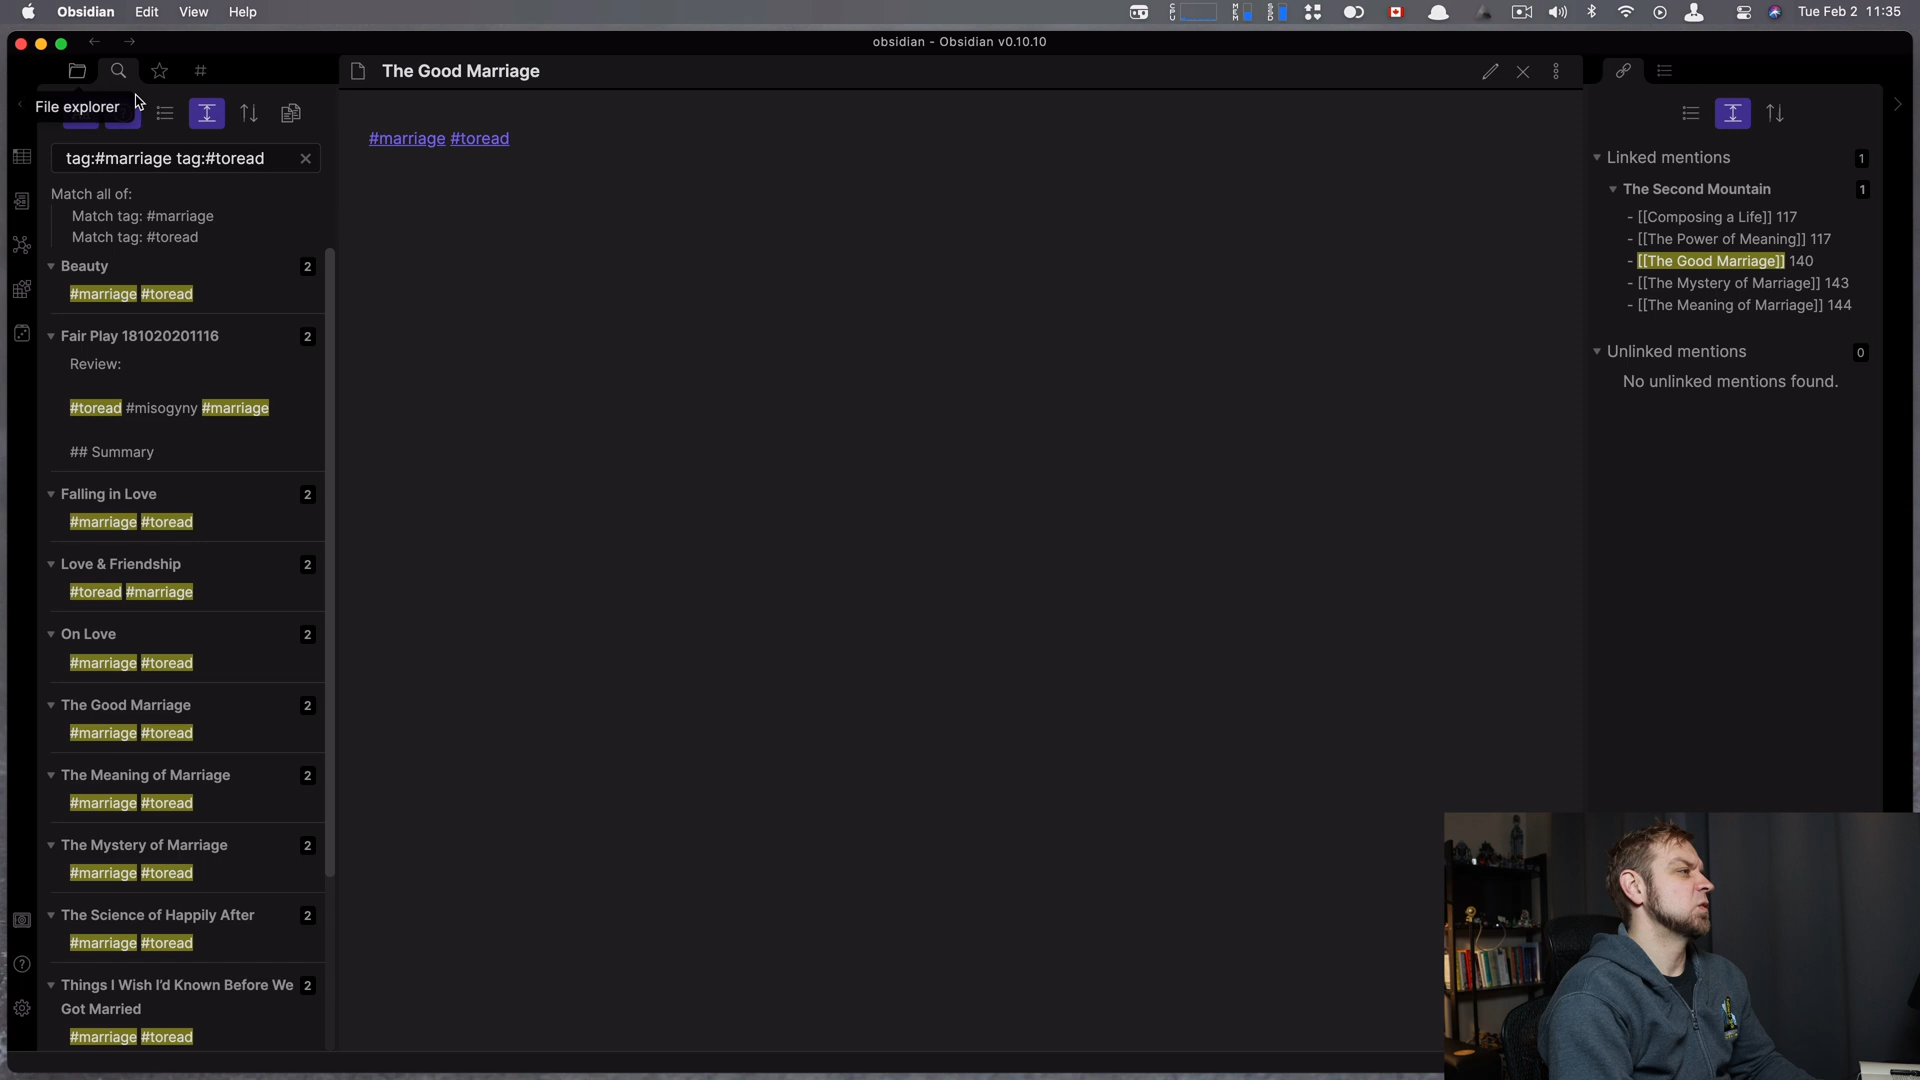 Obsidian Edit View Help
CPU MEM SSD Tue Feb 2 11:35
obsidian - Obsidian v0.10.10
The Good Marriage
File explorer
tag:#marriage tag:#toread
Match all of:
Match tag: #marriage
Match tag: #toread
Beauty 2
#marriage #toread
Fair Play 181020201116 2
Review:
#toread #misogyny #marriage
## Summary
Falling in Love 2
#marriage #toread
Love & Friendship 2
#toread #marriage
On Love 2
#marriage #toread
The Good Marriage 2
#marriage #toread
The Meaning of Marriage 2
#marriage #toread
The Mystery of Marriage 2
#marriage #toread
The Science of Happily After 2
#marriage #toread
Things I Wish I'd Known Before We 2
Got Married
#marriage #toread
#marriage #toread
Linked mentions 1
The Second Mountain 1
- [[Composing a Life]] 117
- [[The Power of Meaning]] 117
- [[The Good Marriage]] 140
- [[The Mystery of Marriage]] 143
- [[The Meaning of Marriage]] 144
Unlinked mentions 0
No unlinked mentions found.